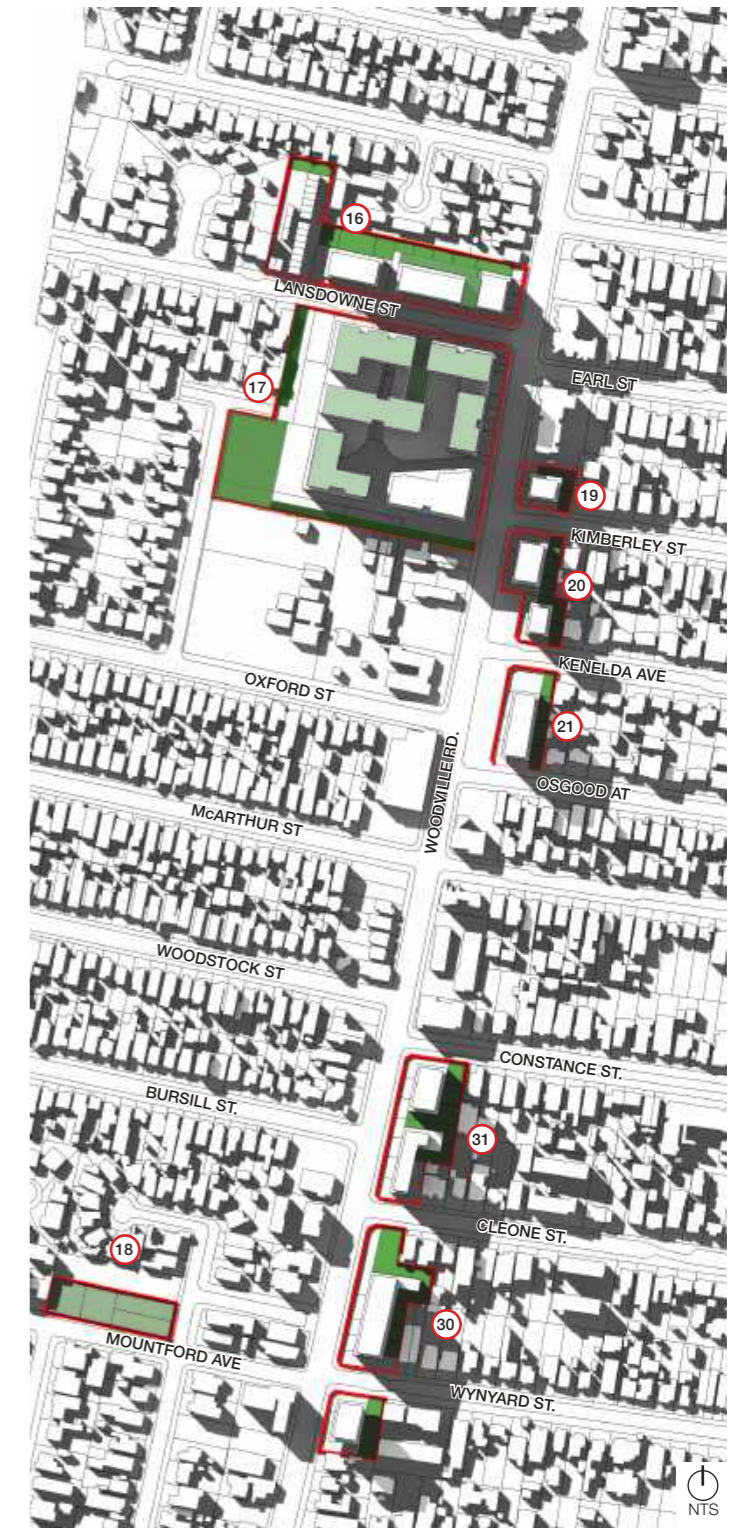 16
LANSDOWNE ST
EARL ST
17
19
KIMBERLEY ST
20
KENELDA AVE
OXFORD ST
21
WOODVILLE RD.
OSGOOD AT
McARTHUR ST
WOODSTOCK ST
CONSTANCE ST.
BURSILL ST.
31
CLEONE ST.
18
30
MOUNTFORD AVE
WYNYARD ST.
NTS